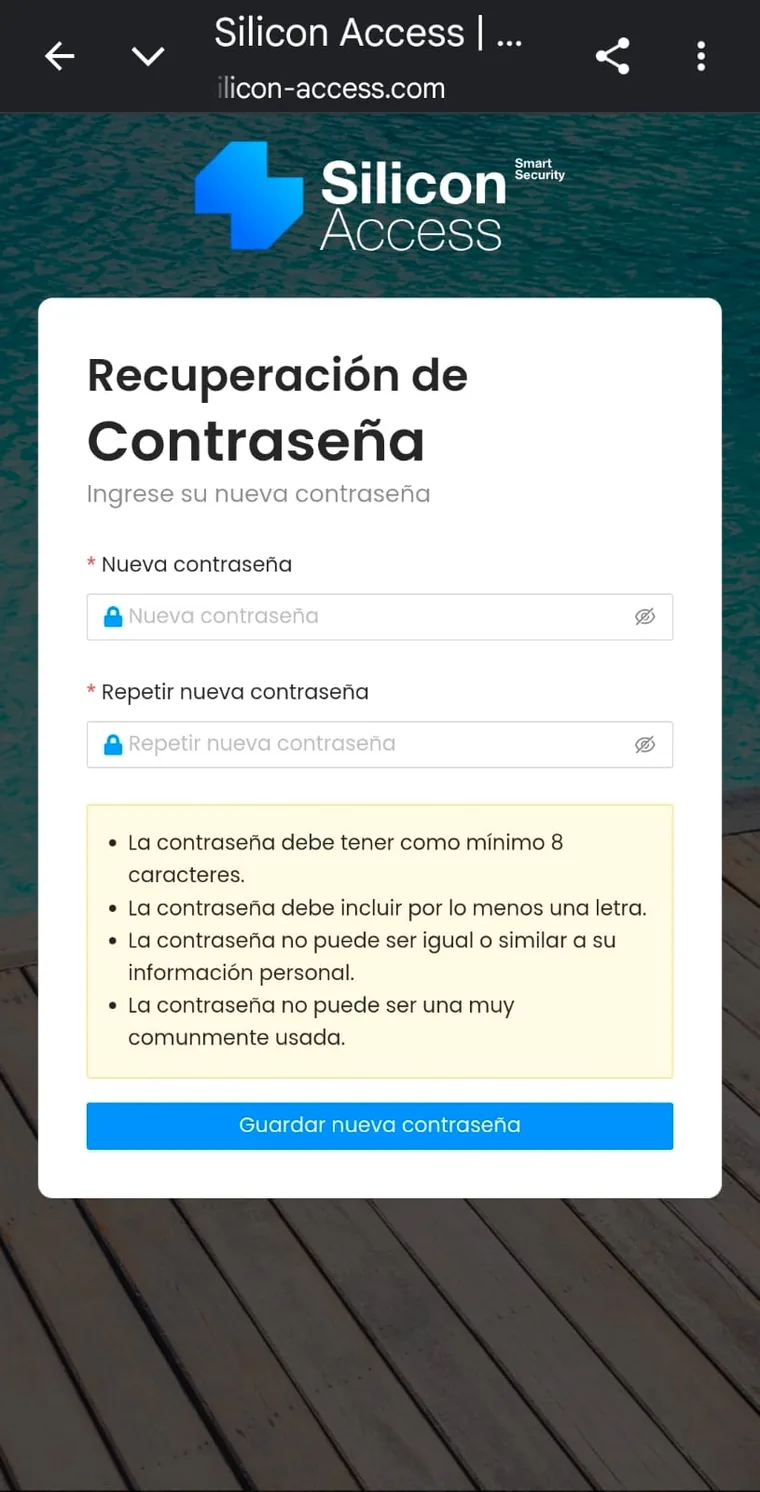 Silicon Access | ...
ilicon-access.com
Silicon Smart
Security
Access
Recuperación de
Contraseña
Ingrese su nueva contraseña
* Nueva contraseña
Nueva contraseña
* Repetir nueva contraseña
Repetir nueva contraseña
• La contraseña debe tener como mínimo 8
caracteres.
• La contraseña debe incluir por lo menos una letra.
• La contraseña no puede ser igual o similar a su
información personal.
• La contraseña no puede ser una muy
comunmente usada.
Guardar nueva contraseña